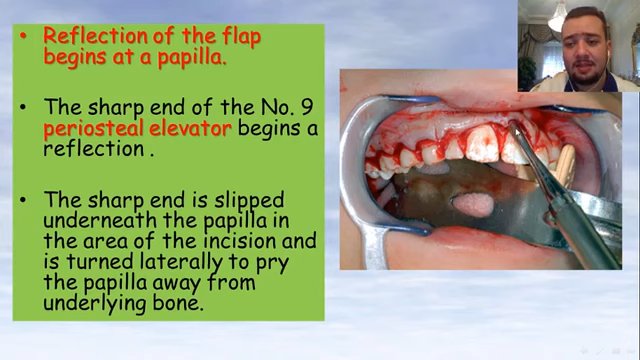 • Reflection of the flap
begins at a papilla.
• The sharp end of the No. 9
periosteal elevator begins a
reflection .
• The sharp end is slipped
underneath the papilla in
the area of the incision and
is turned laterally to pry
the papilla away from
underlying bone.